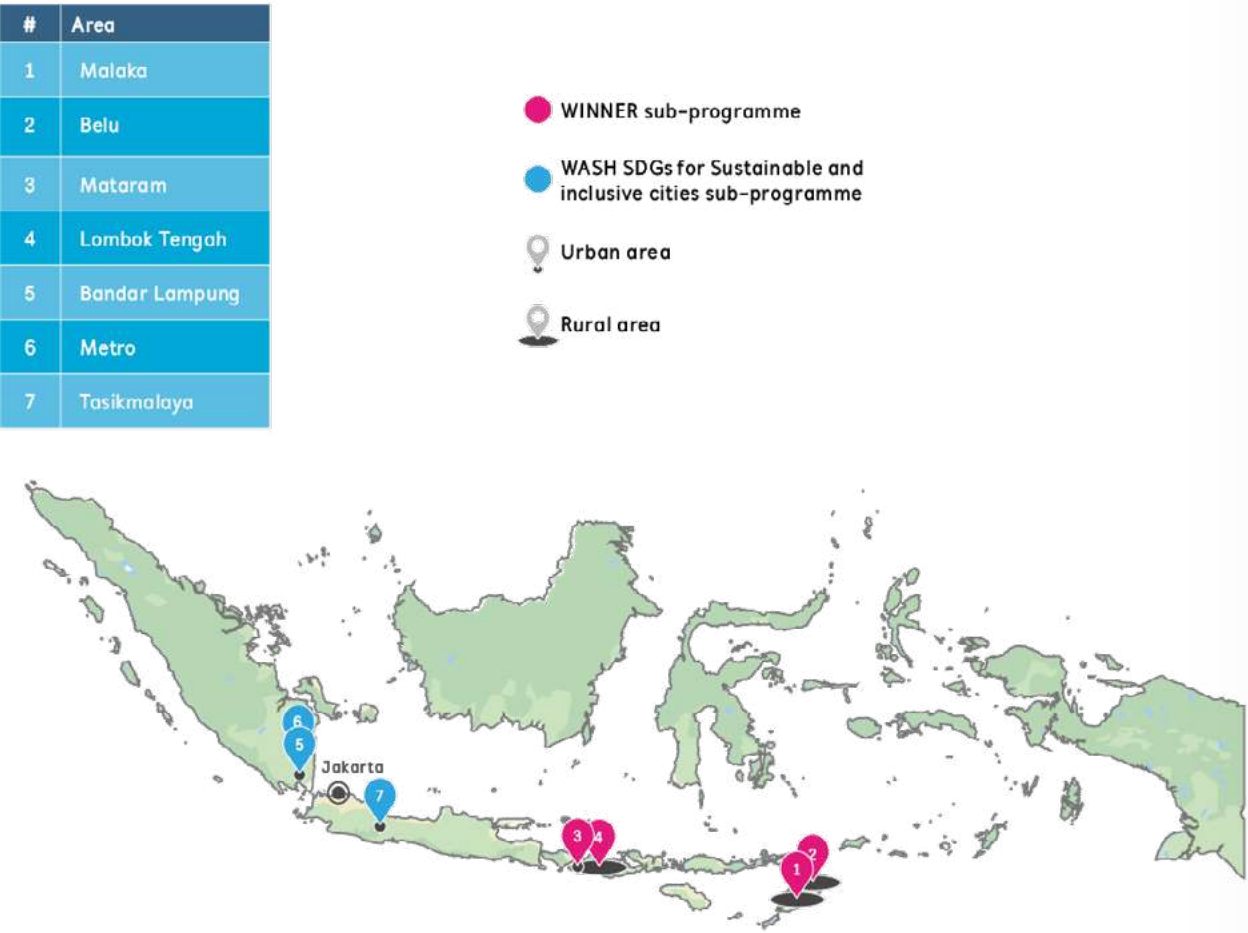 # Area
1 Malaka
2 Belu
3 Mataram
4 Lombok Tengah
5 Bandar Lampung
6 Metro
7 Tasikmalaya
WINNER sub-programme
WASH SDGs for Sustainable and
inclusive cities sub-programme
Urban area
Rural area
6
5
Jakarta
7
3 4
2
1